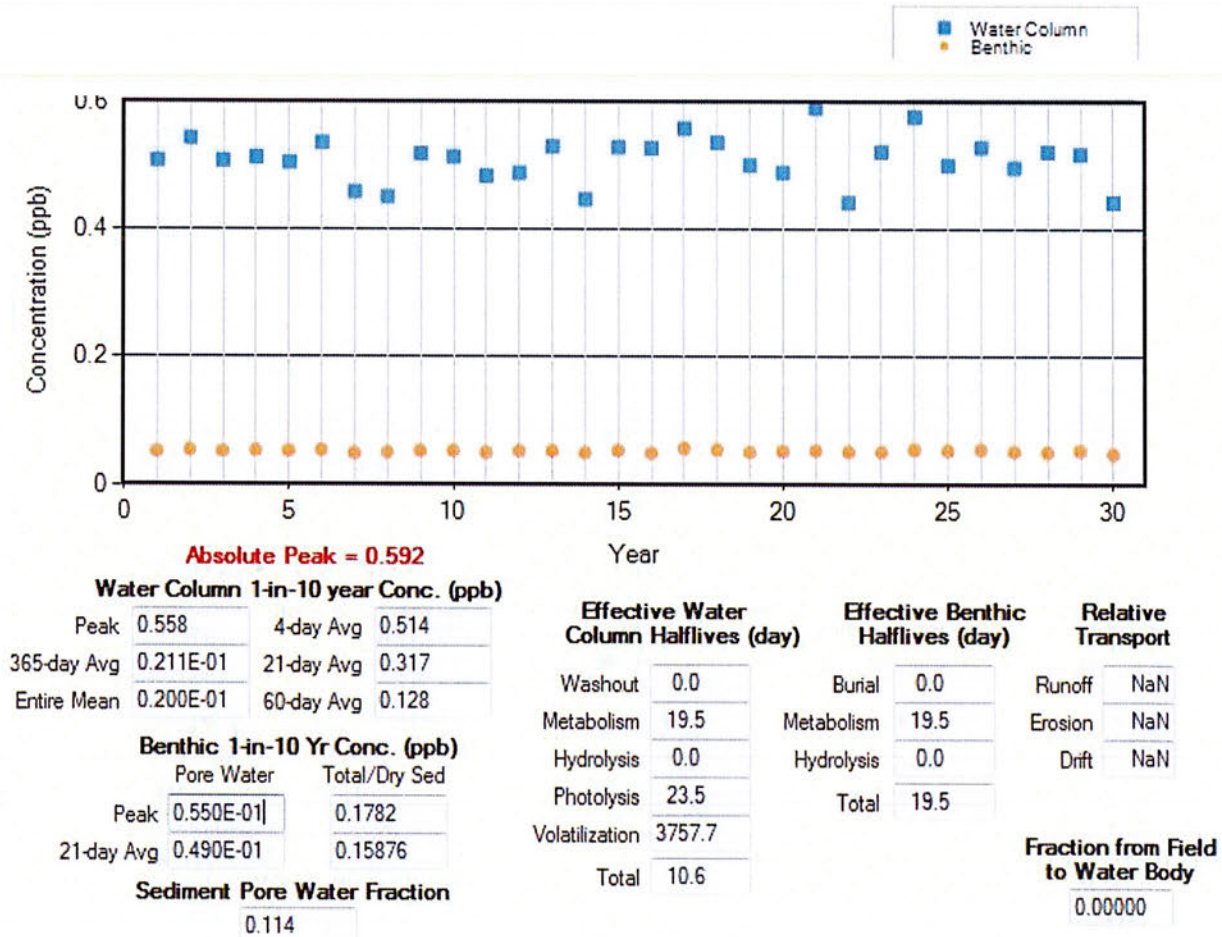 Water Column
Benthic
0.6
0.4
0.2
0
Concentration (ppb)
0 5 10 15 20 25 30
Year
Absolute Peak = 0.592
Water Column 1-in-10 year Conc. (ppb)
Peak 0.558 4-day Avg 0.514
365-day Avg 0.211E-01 21-day Avg 0.317
Entire Mean 0.200E-01 60-day Avg 0.128
Benthic 1-in-10 Yr Conc. (ppb)
Pore Water Total/Dry Sed
Peak 0.550E-01 0.1782
21-day Avg 0.490E-01 0.15876
Sediment Pore Water Fraction
0.114
Effective Water
Column Halflives (day)
Washout 0.0
Metabolism 19.5
Hydrolysis 0.0
Photolysis 23.5
Volatilization 3757.7
Total 10.6
Effective Benthic
Halflives (day)
Burial 0.0
Metabolism 19.5
Hydrolysis 0.0
Total 19.5
Relative
Transport
Runoff NaN
Erosion NaN
Drift NaN
Fraction from Field
to Water Body
0.00000